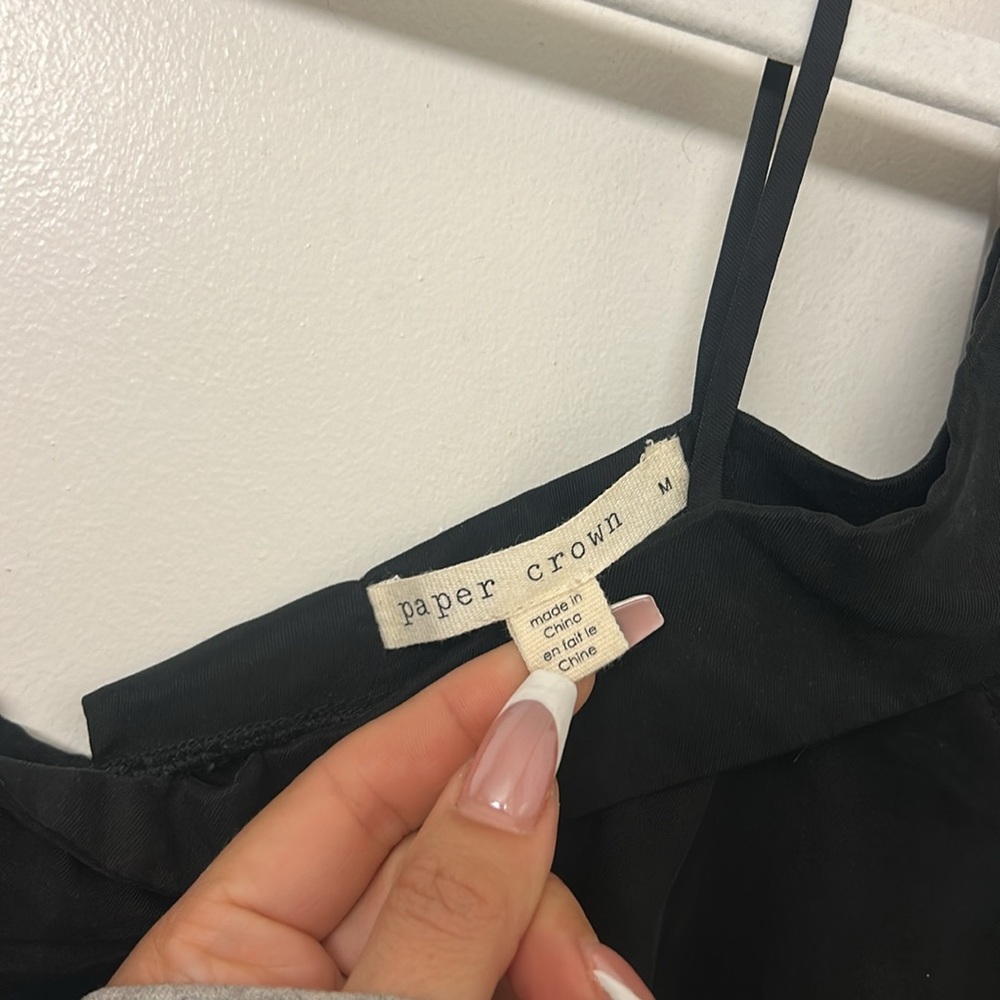 paper crown
M
made in
China
en fait le
Chine